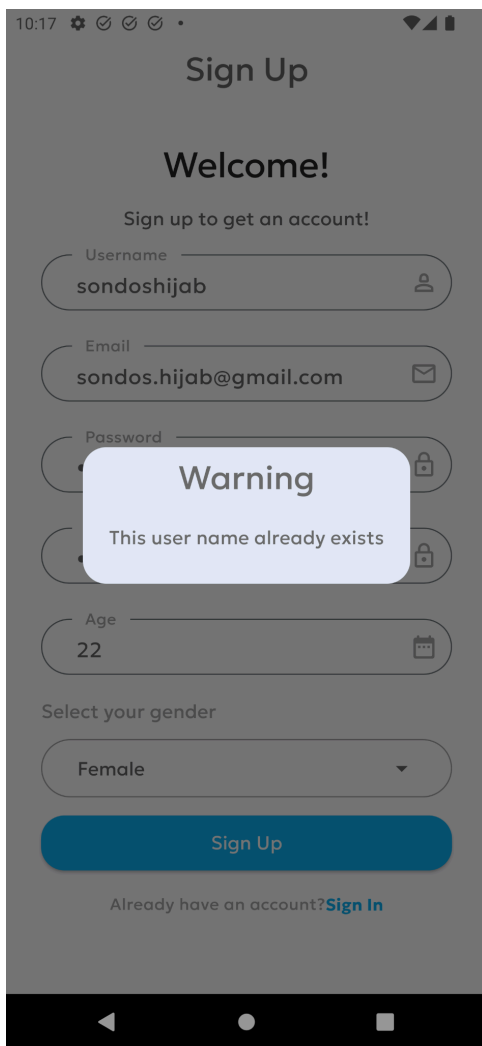 10:17
Sign Up
Welcome!
Sign up to get an account!
Username
sondoshijab
Email
sondos.hijab@gmail.com
Password
Warning
This user name already exists
Age
22
Select your gender
Female
Sign Up
Already have an account?Sign In